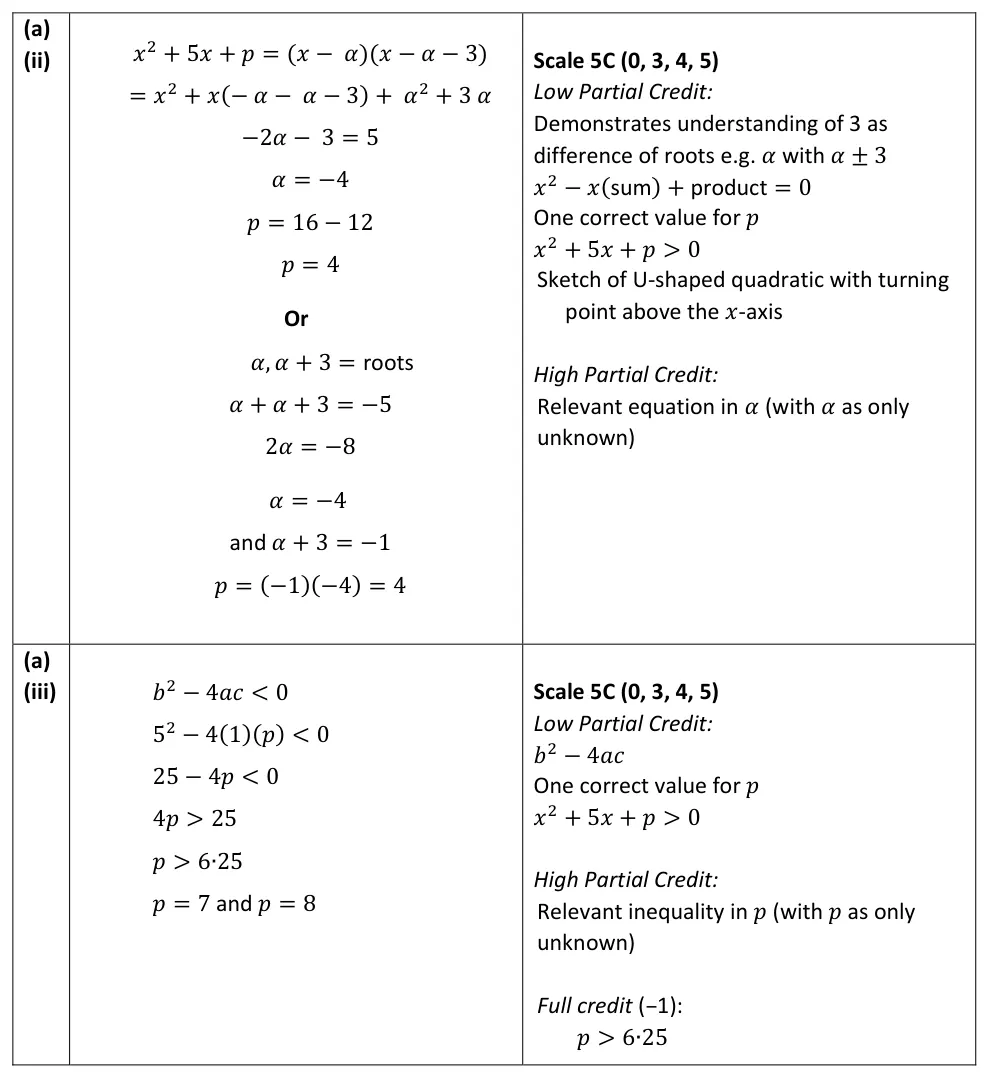 (a)
(ii)
x² + 5x + p = (x − α)(x − α − 3)
= x² + x(− α − α − 3) + α² + 3 α
−2α − 3 = 5
α = −4
p = 16 − 12
p = 4
Or
α, α + 3 = roots
α + α + 3 = −5
2α = −8
α = −4
and α + 3 = −1
p = (−1)(−4) = 4
Scale 5C (0, 3, 4, 5)
Low Partial Credit:
Demonstrates understanding of 3 as
difference of roots e.g. α with α ± 3
x² − x(sum) + product = 0
One correct value for p
x² + 5x + p > 0
Sketch of U-shaped quadratic with turning
point above the x-axis
High Partial Credit:
Relevant equation in α (with α as only
unknown)
(a)
(iii)
b² − 4ac < 0
5² − 4(1)(p) < 0
25 − 4p < 0
4p > 25
p > 6·25
p = 7 and p = 8
Scale 5C (0, 3, 4, 5)
Low Partial Credit:
b² − 4ac
One correct value for p
x² + 5x + p > 0
High Partial Credit:
Relevant inequality in p (with p as only
unknown)
Full credit (−1):
p > 6·25